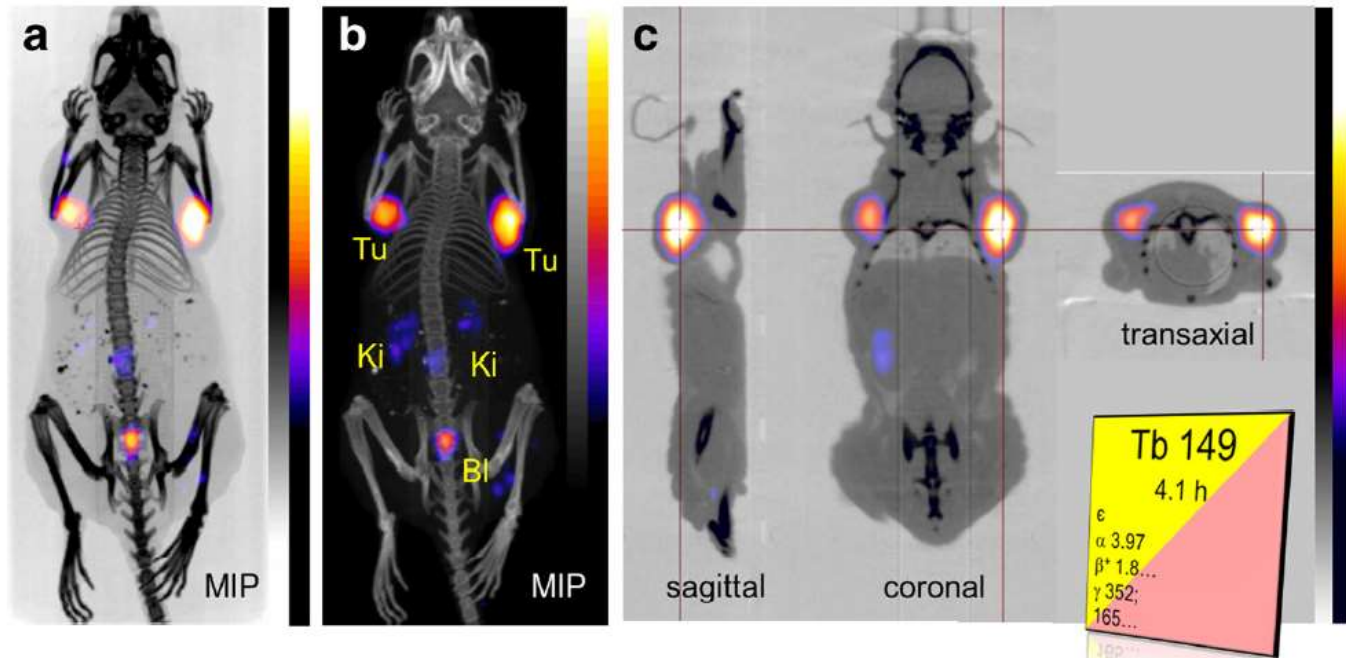 a
MIP
b
Tu
Tu
Ki
Ki
Bl
MIP
c
sagittal
coronal
transaxial
Tb 149
4.1 h
ε
α 3.97
β⁺ 1.8...
γ 352;
165...